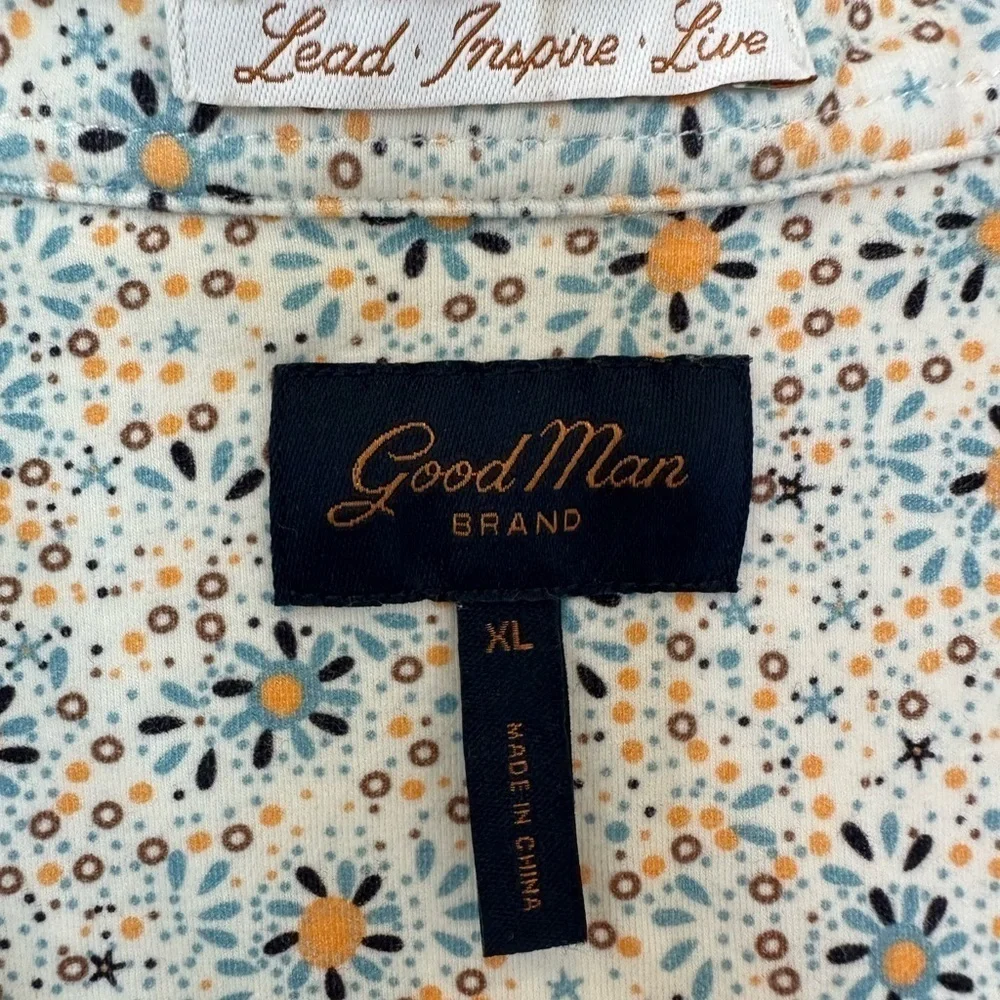 Lead · Inspire · Live
Good Man
BRAND
XL
MADE IN CHINA